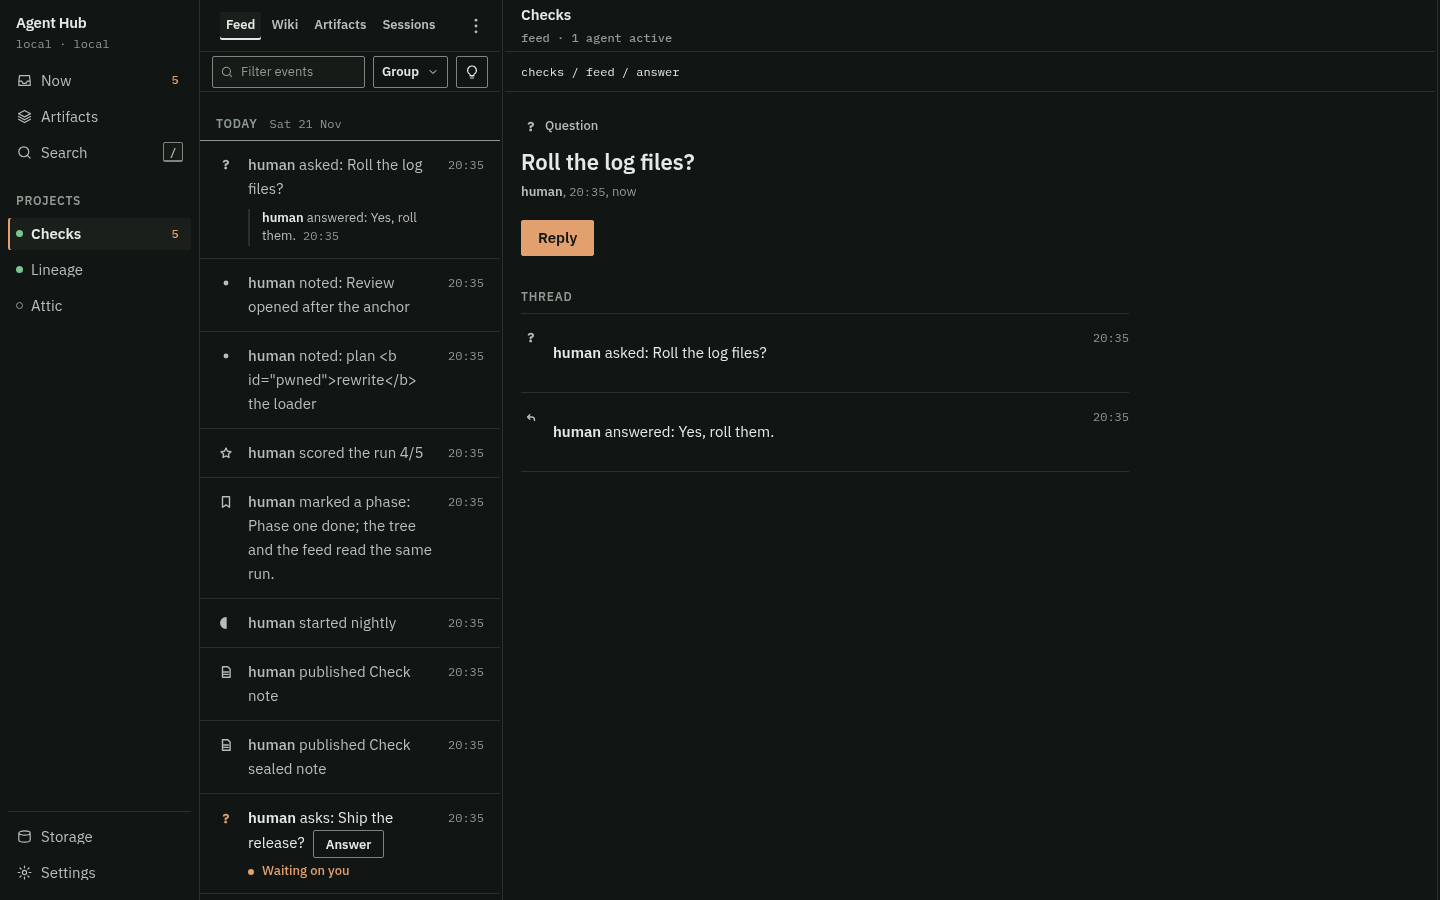 Agent Hub
local · local
Now 5
Artifacts
Search /
PROJECTS
Checks 5
Lineage
Attic
Storage
Settings
Feed Wiki Artifacts Sessions
Filter events Group
TODAY Sat 21 Nov
? human asked: Roll the log 20:35
files?
human answered: Yes, roll
them. 20:35
human noted: Review 20:35
opened after the anchor
human noted: plan <b 20:35
id="pwned">rewrite</b>
the loader
human scored the run 4/5 20:35
human marked a phase: 20:35
Phase one done; the tree
and the feed read the same
run.
human started nightly 20:35
human published Check 20:35
note
human published Check 20:35
sealed note
? human asks: Ship the 20:35
release? Answer
Waiting on you
Checks
feed · 1 agent active
checks / feed / answer
? Question
Roll the log files?
human, 20:35, now
Reply
THREAD
? 20:35
human asked: Roll the log files?
20:35
human answered: Yes, roll them.